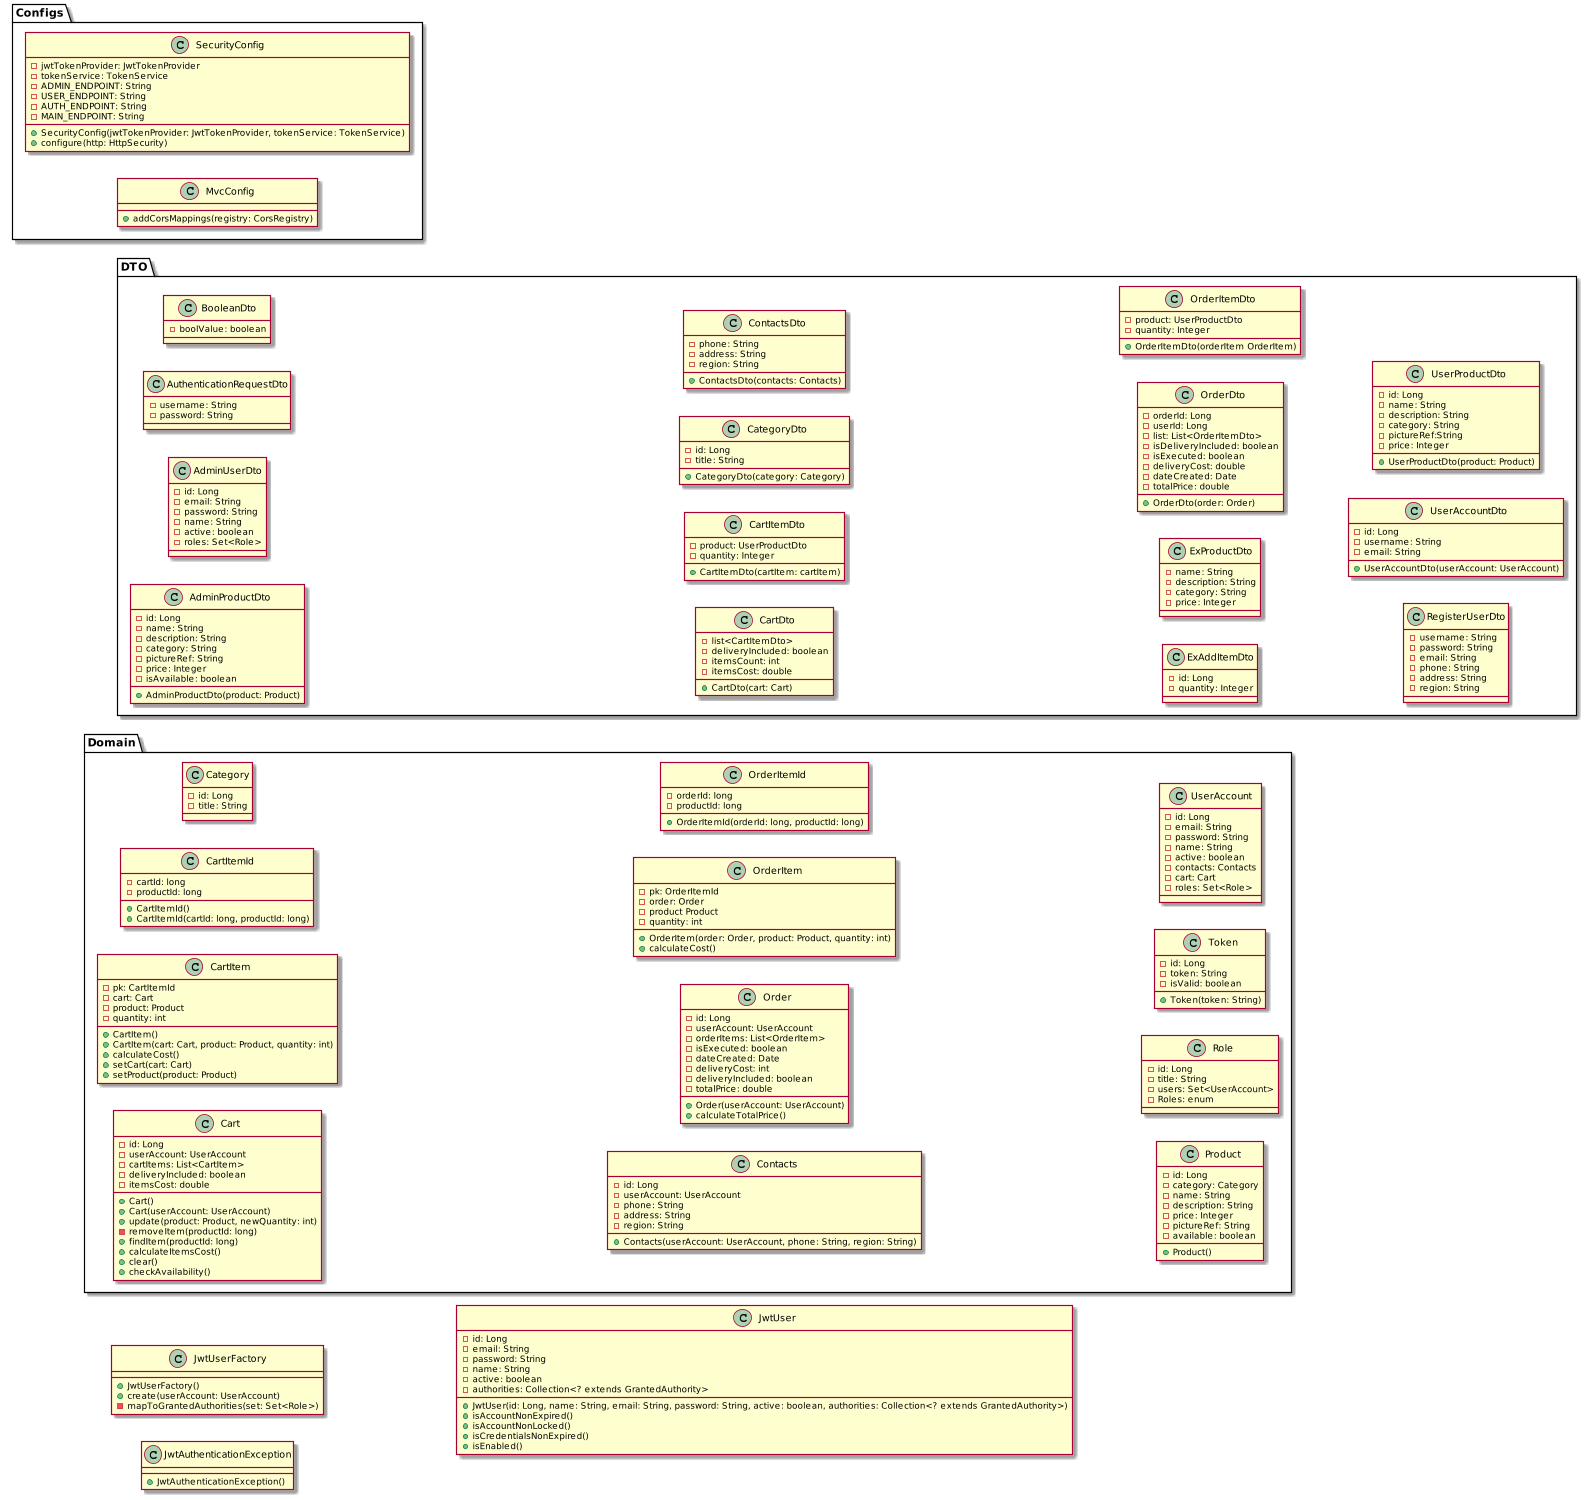 Configs
C SecurityConfig
jwtTokenProvider: JwtTokenProvider
tokenService: TokenService
ADMIN_ENDPOINT: String
USER_ENDPOINT: String
AUTH_ENDPOINT: String
MAIN_ENDPOINT: String
SecurityConfig(jwtTokenProvider: JwtTokenProvider, tokenService: TokenService)
configure(http: HttpSecurity)
C MvcConfig
addCorsMappings(registry: CorsRegistry)
DTO
C BooleanDto
boolValue: boolean
C AuthenticationRequestDto
username: String
password: String
C AdminUserDto
id: Long
email: String
password: String
name: String
active: boolean
roles: Set<Role>
C AdminProductDto
id: Long
name: String
description: String
category: String
pictureRef: String
price: Integer
isAvailable: boolean
AdminProductDto(product: Product)
C ContactsDto
phone: String
address: String
region: String
ContactsDto(contacts: Contacts)
C CategoryDto
id: Long
title: String
CategoryDto(category: Category)
C CartItemDto
product: UserProductDto
quantity: Integer
CartItemDto(cartItem: cartItem)
C CartDto
list<CartItemDto>
deliveryIncluded: boolean
itemsCount: int
itemsCost: double
CartDto(cart: Cart)
C OrderItemDto
product: UserProductDto
quantity: Integer
OrderItemDto(orderItem OrderItem)
C OrderDto
orderId: Long
userId: Long
list: List<OrderItemDto>
isDeliveryIncluded: boolean
isExecuted: boolean
deliveryCost: double
dateCreated: Date
totalPrice: double
OrderDto(order: Order)
C ExProductDto
name: String
description: String
category: String
price: Integer
C ExAddItemDto
id: Long
quantity: Integer
C UserProductDto
id: Long
name: String
description: String
category: String
pictureRef:String
price: Integer
UserProductDto(product: Product)
C UserAccountDto
id: Long
username: String
email: String
UserAccountDto(userAccount: UserAccount)
C RegisterUserDto
username: String
password: String
email: String
phone: String
address: String
region: String
Domain
C Category
id: Long
title: String
C CartItemId
cartId: long
productId: long
CartItemId()
CartItemId(cartId: long, productId: long)
C CartItem
pk: CartItemId
cart: Cart
product: Product
quantity: int
CartItem()
CartItem(cart: Cart, product: Product, quantity: int)
calculateCost()
setCart(cart: Cart)
setProduct(product: Product)
C Cart
id: Long
userAccount: UserAccount
cartItems: List<CartItem>
deliveryIncluded: boolean
itemsCost: double
Cart()
Cart(userAccount: UserAccount)
update(product: Product, newQuantity: int)
removeItem(productId: long)
findItem(productId: long)
calculateItemsCost()
clear()
checkAvailability()
C OrderItemId
orderId: long
productId: long
OrderItemId(orderId: long, productId: long)
C OrderItem
pk: OrderItemId
order: Order
product Product
quantity: int
OrderItem(order: Order, product: Product, quantity: int)
calculateCost()
C Order
id: Long
userAccount: UserAccount
orderItems: List<OrderItem>
isExecuted: boolean
dateCreated: Date
deliveryCost: int
deliveryIncluded: boolean
totalPrice: double
Order(userAccount: UserAccount)
calculateTotalPrice()
C Contacts
id: Long
userAccount: UserAccount
phone: String
address: String
region: String
Contacts(userAccount: UserAccount, phone: String, region: String)
C UserAccount
id: Long
email: String
password: String
name: String
active: boolean
contacts: Contacts
cart: Cart
roles: Set<Role>
C Token
id: Long
token: String
isValid: boolean
Token(token: String)
C Role
id: Long
title: String
users: Set<UserAccount>
Roles: enum
C Product
id: Long
category: Category
name: String
description: String
price: Integer
pictureRef: String
available: boolean
Product()
C JwtUserFactory
JwtUserFactory()
create(userAccount: UserAccount)
mapToGrantedAuthorities(set: Set<Role>)
C JwtAuthenticationException
JwtAuthenticationException()
C JwtUser
id: Long
email: String
password: String
name: String
active: boolean
authorities: Collection<? extends GrantedAuthority>
JwtUser(id: Long, name: String, email: String, password: String, active: boolean, authorities: Collection<? extends GrantedAuthority>)
isAccountNonExpired()
isAccountNonLocked()
isCredentialsNonExpired()
isEnabled()